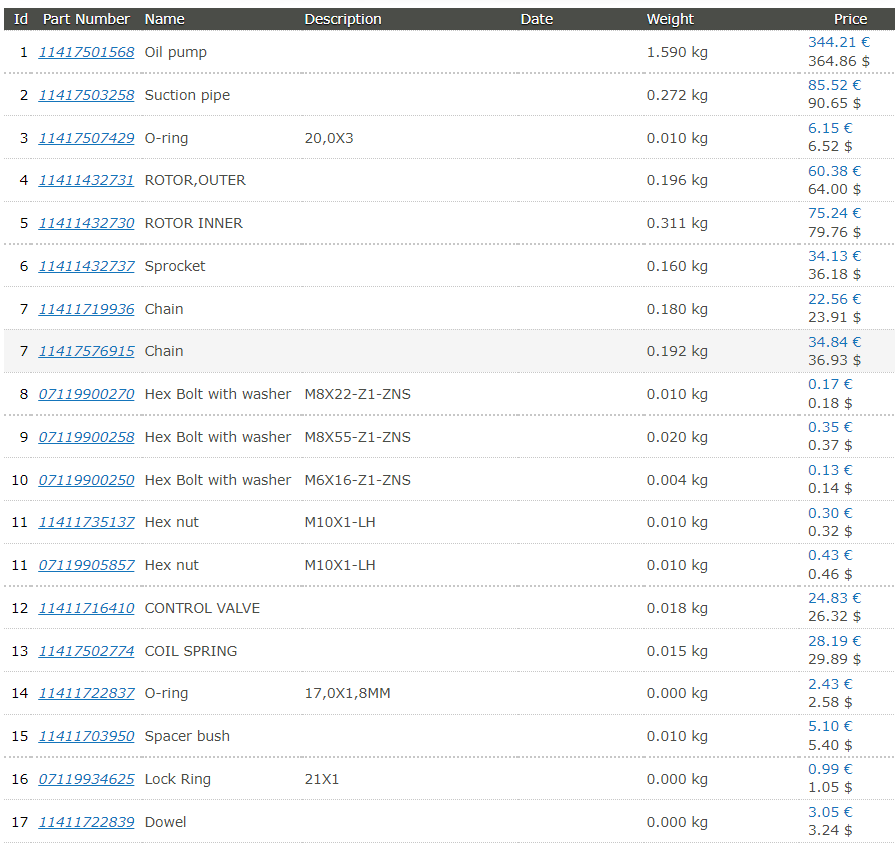 Id Part Number Name Description Date Weight Price
1 11417501568 Oil pump 1.590 kg 344.21 €
364.86 $
2 11417503258 Suction pipe 0.272 kg 85.52 €
90.65 $
3 11417507429 O-ring 20,0X3 0.010 kg 6.15 €
6.52 $
4 11411432731 ROTOR,OUTER 0.196 kg 60.38 €
64.00 $
5 11411432730 ROTOR INNER 0.311 kg 75.24 €
79.76 $
6 11411432737 Sprocket 0.160 kg 34.13 €
36.18 $
7 11411719936 Chain 0.180 kg 22.56 €
23.91 $
7 11417576915 Chain 0.192 kg 34.84 €
36.93 $
8 07119900270 Hex Bolt with washer M8X22-Z1-ZNS 0.010 kg 0.17 €
0.18 $
9 07119900258 Hex Bolt with washer M8X55-Z1-ZNS 0.020 kg 0.35 €
0.37 $
10 07119900250 Hex Bolt with washer M6X16-Z1-ZNS 0.004 kg 0.13 €
0.14 $
11 11411735137 Hex nut M10X1-LH 0.010 kg 0.30 €
0.32 $
11 07119905857 Hex nut M10X1-LH 0.010 kg 0.43 €
0.46 $
12 11411716410 CONTROL VALVE 0.018 kg 24.83 €
26.32 $
13 11417502774 COIL SPRING 0.015 kg 28.19 €
29.89 $
14 11411722837 O-ring 17,0X1,8MM 0.000 kg 2.43 €
2.58 $
15 11411703950 Spacer bush 0.010 kg 5.10 €
5.40 $
16 07119934625 Lock Ring 21X1 0.000 kg 0.99 €
1.05 $
17 11411722839 Dowel 0.000 kg 3.05 €
3.24 $